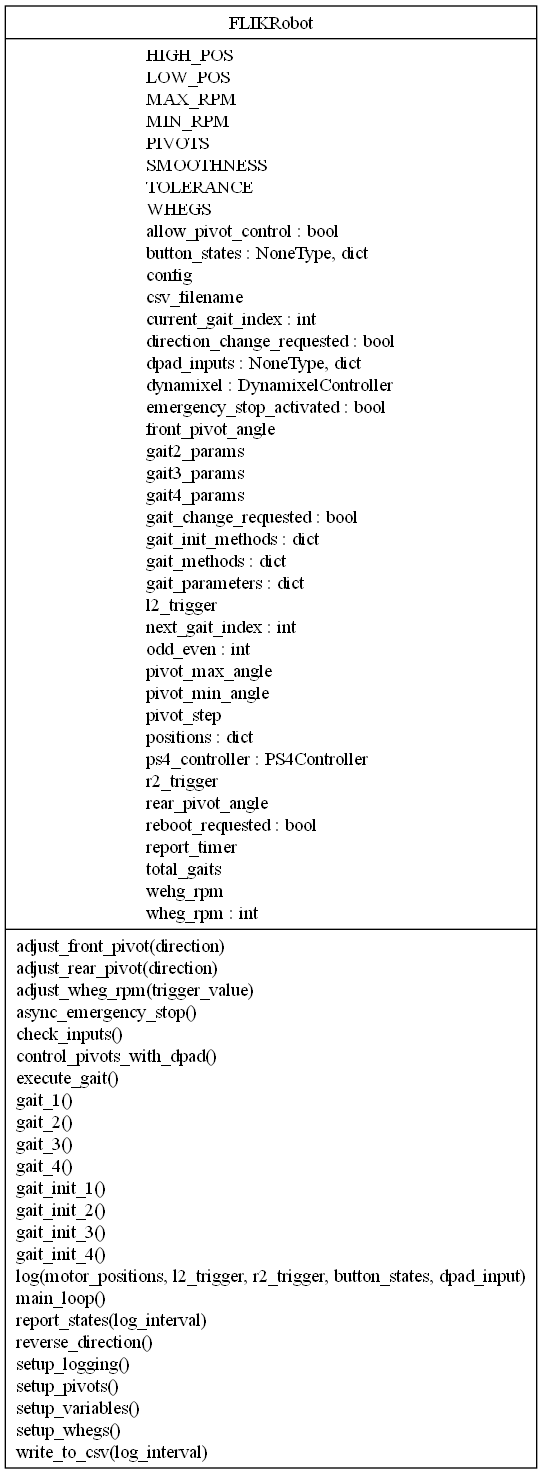 FLIKRobot
HIGH_POS
LOW_POS
MAX_RPM
MIN_RPM
PIVOTS
SMOOTHNESS
TOLERANCE
WHEGS
allow_pivot_control : bool
button_states : NoneType, dict
config
csv_filename
current_gait_index : int
direction_change_requested : bool
dpad_inputs : NoneType, dict
dynamixel : DynamixelController
emergency_stop_activated : bool
front_pivot_angle
gait2_params
gait3_params
gait4_params
gait_change_requested : bool
gait_init_methods : dict
gait_methods : dict
gait_parameters : dict
l2_trigger
next_gait_index : int
odd_even : int
pivot_max_angle
pivot_min_angle
pivot_step
positions : dict
ps4_controller : PS4Controller
r2_trigger
rear_pivot_angle
reboot_requested : bool
report_timer
total_gaits
wehg_rpm
wheg_rpm : int
adjust_front_pivot(direction)
adjust_rear_pivot(direction)
adjust_wheg_rpm(trigger_value)
async_emergency_stop()
check_inputs()
control_pivots_with_dpad()
execute_gait()
gait_1()
gait_2()
gait_3()
gait_4()
gait_init_1()
gait_init_2()
gait_init_3()
gait_init_4()
log(motor_positions, l2_trigger, r2_trigger, button_states, dpad_input)
main_loop()
report_states(log_interval)
reverse_direction()
setup_logging()
setup_pivots()
setup_variables()
setup_whegs()
write_to_csv(log_interval)